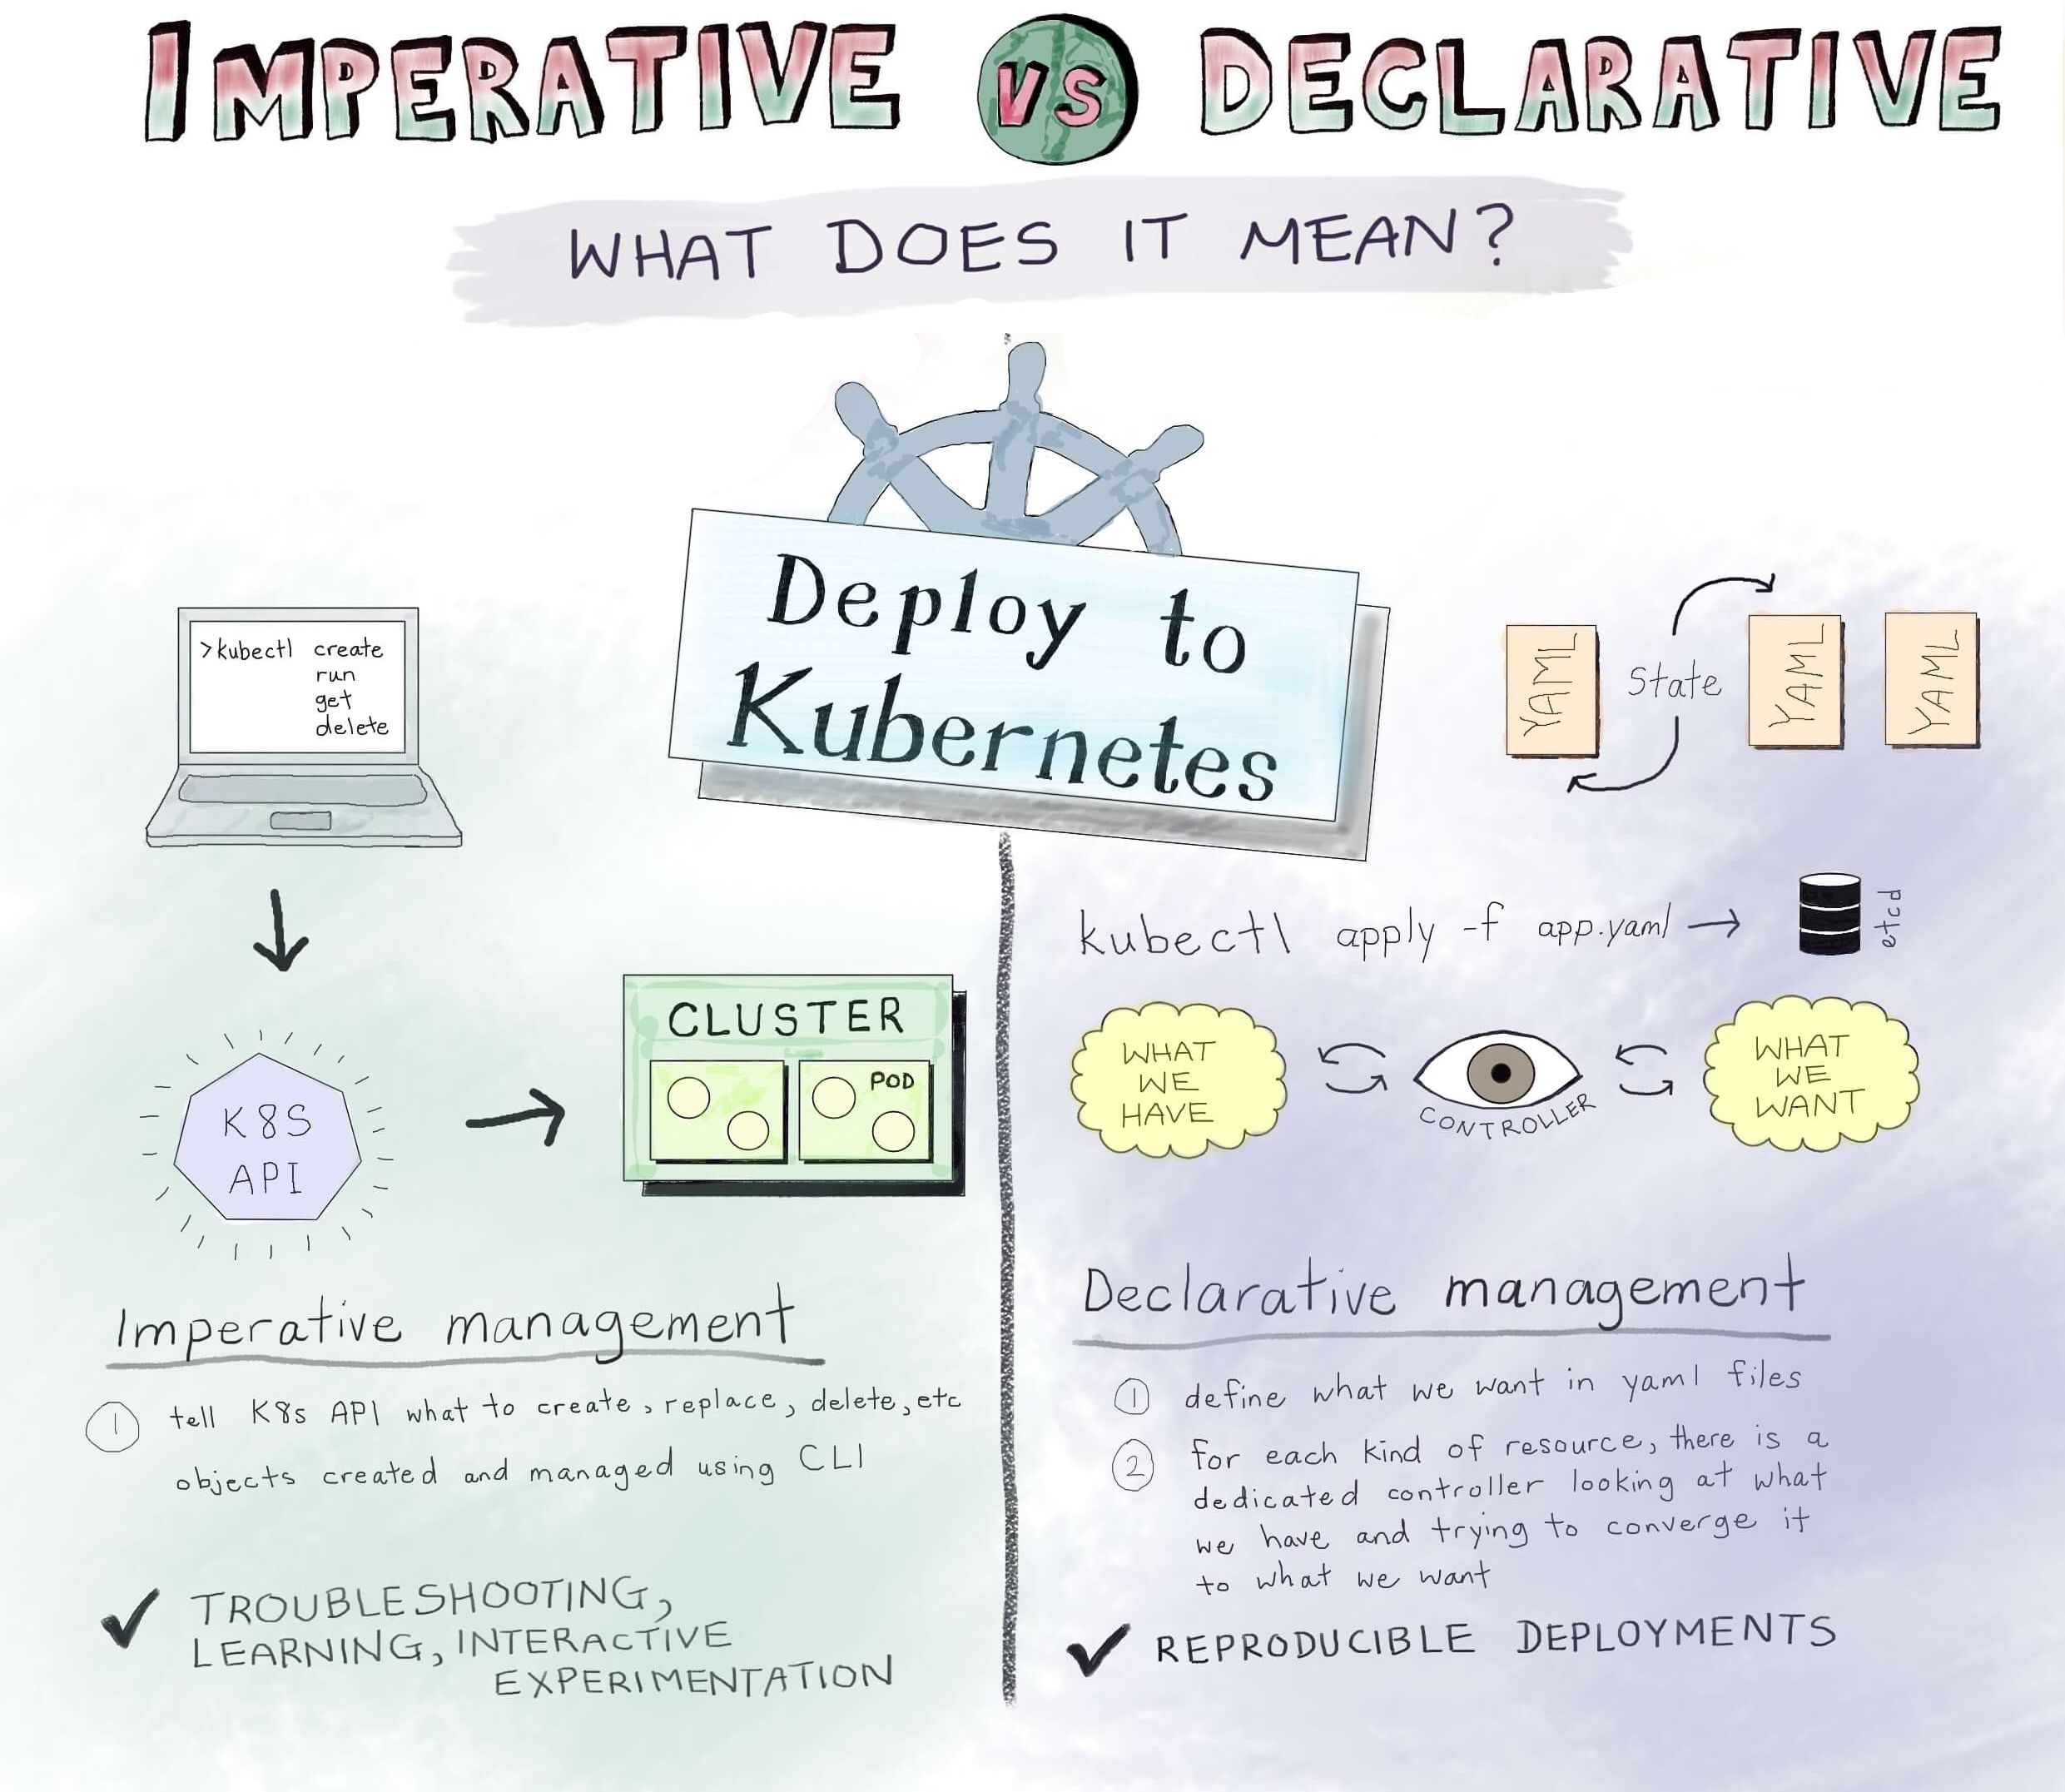 IMPERATIVE VS DECLARATIVE
WHAT DOES IT MEAN?
Deploy to
Kubernetes
>kubectl create
run
get
delete
K8S
API
CLUSTER
POD
Imperative management
1 tell K8s API what to create, replace, delete, etc
objects created and managed using CLI
✔ TROUBLESHOOTING,
LEARNING, INTERACTIVE
EXPERIMENTATION
YAML
State
YAML
YAML
kubectl apply -f app.yaml →
etcd
WHAT
WE
HAVE
CONTROLLER
WHAT
WE
WANT
Declarative management
1 define what we want in yaml files
2 for each kind of resource, there is a
dedicated controller looking at what
we have and trying to converge it
to what we want
✔ REPRODUCIBLE DEPLOYMENTS